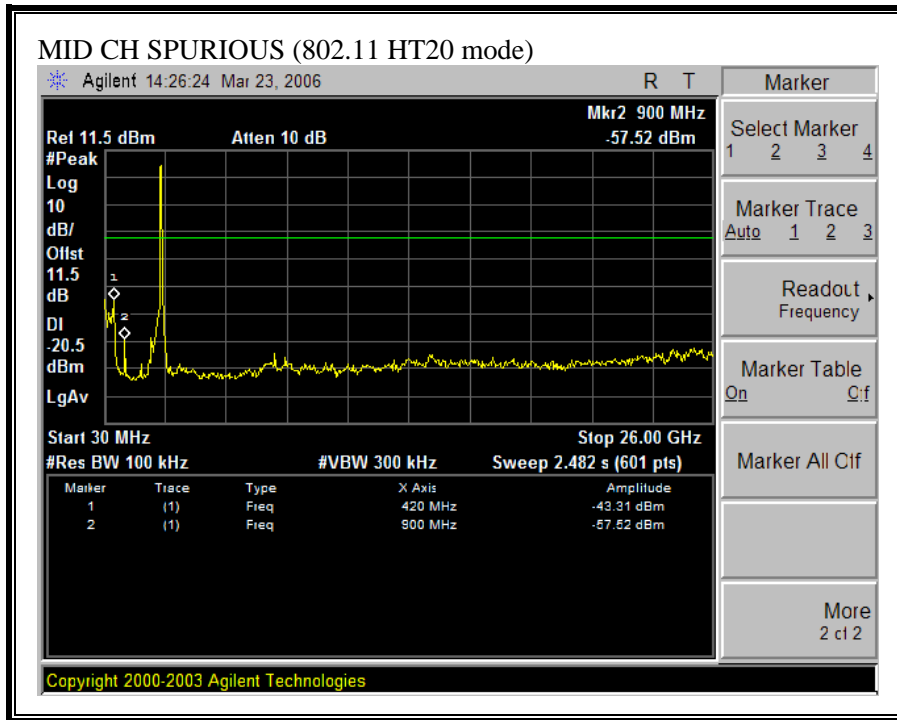 MID CH SPURIOUS (802.11 HT20 mode)
Agilent 14:26:24 Mar 23, 2006 R T
Mkr2 900 MHz
Ref 11.5 dBm Atten 10 dB -57.52 dBm
#Peak
Log
10
dB/
Offst
11.5
dB
DI
-20.5
dBm
LgAv
1
2
Start 30 MHz Stop 26.00 GHz
#Res BW 100 kHz #VBW 300 kHz Sweep 2.482 s (601 pts)
Marker Trace Type X Axis Amplitude
1 (1) Freq 420 MHz -43.31 dBm
2 (1) Freq 900 MHz -57.52 dBm
Marker
Select Marker
1 2 3 4
Marker Trace
Auto 1 2 3
Readout
Frequency
Marker Table
On Off
Marker All Off
More
2 of 2
Copyright 2000-2003 Agilent Technologies